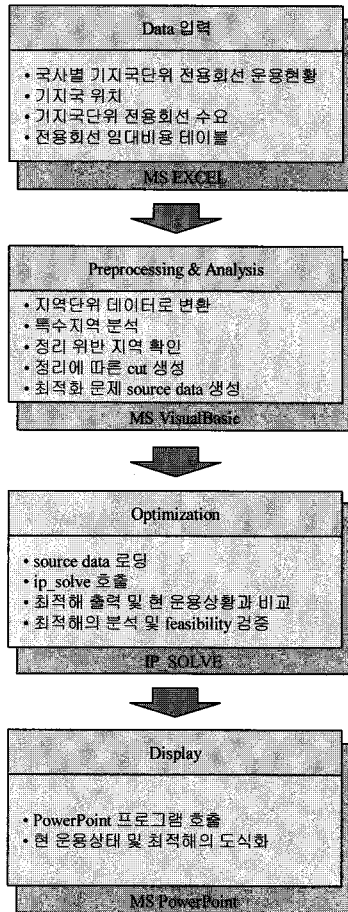 Data 입력
• 국사별 기지국단위 전용회선 운용현황
• 기지국 위치
• 기지국단위 전용회선 수요
• 전용회선 임대비용 테이블
MS EXCEL
Preprocessing & Analysis
• 지역단위 데이터로 변환
• 특수지역 분석
• 정리 위반 지역 확인
• 정리에 따른 cut 생성
• 최적화 문제 source data 생성
MS VisualBasic
Optimization
• source data 로딩
• ip_solve 호출
• 최적해 출력 및 현 운용상황과 비교
• 최적해의 분석 및 feasibility 검증
IP_SOLVE
Display
• PowerPoint 프로그램 호출
• 현 운용상태 및 최적해의 도식화
MS PowerPoint